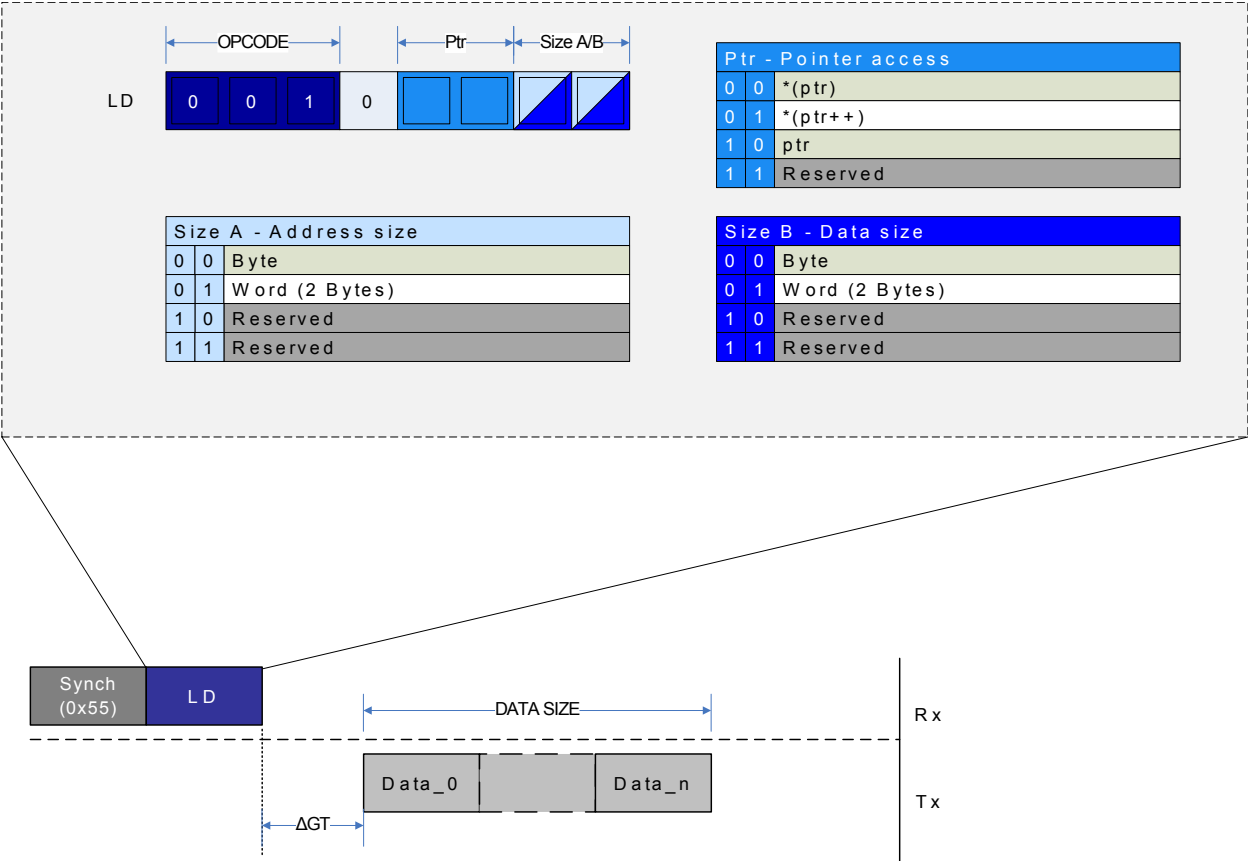 OPCODE Ptr Size A/B
LD 0 0 1 0
Ptr - Pointer access
0 0 *(ptr)
0 1 *(ptr++)
1 0 ptr
1 1 Reserved
Size A - Address size
0 0 Byte
0 1 Word (2 Bytes)
1 0 Reserved
1 1 Reserved
Size B - Data size
0 0 Byte
0 1 Word (2 Bytes)
1 0 Reserved
1 1 Reserved
Synch
(0x55)
LD
DATA SIZE
Rx
Data_0 Data_n
Tx
ΔGT